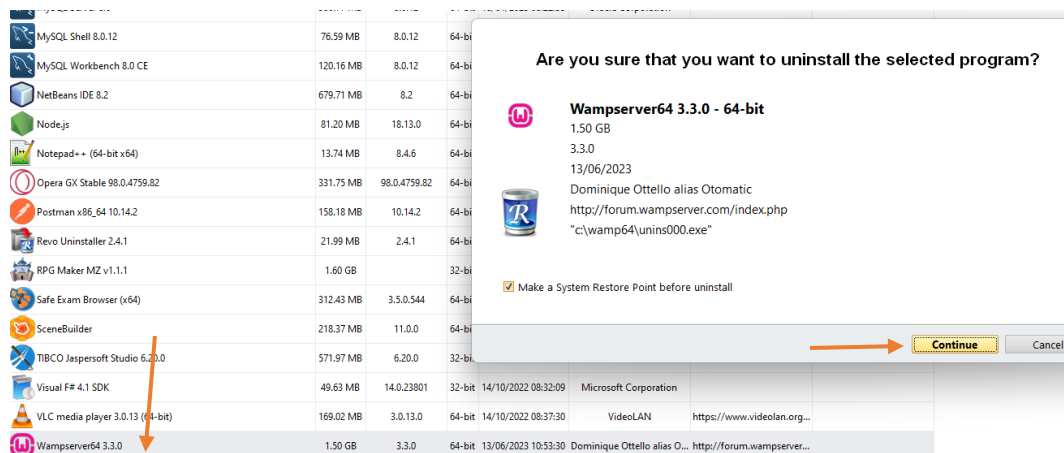 MySQL Shell 8.0.12 76.59 MB 8.0.12 64-bi
MySQL Workbench 8.0 CE 120.16 MB 8.0.12 64-bi
NetBeans IDE 8.2 679.71 MB 8.2 64-bi
Node.js 81.20 MB 18.13.0 64-bi
Notepad++ (64-bit x64) 13.74 MB 8.4.6 64-bi
Opera GX Stable 98.0.4759.82 331.75 MB 98.0.4759.82 64-bi
Postman x86_64 10.14.2 158.18 MB 10.14.2 64-bi
Revo Uninstaller 2.4.1 21.99 MB 2.4.1 64-bi
RPG Maker MZ v1.1.1 1.60 GB 32-bi
Safe Exam Browser (x64) 312.43 MB 3.5.0.544 64-bi
SceneBuilder 218.37 MB 11.0.0 64-bi
TIBCO Jaspersoft Studio 6.20.0 571.97 MB 6.20.0 32-bi
Visual F# 4.1 SDK 49.63 MB 14.0.23801 32-bit 14/10/2022 08:32:09 Microsoft Corporation
VLC media player 3.0.13 (64-bit) 169.02 MB 3.0.13.0 64-bit 14/10/2022 08:37:30 VideoLAN https://www.videolan.org...
Wampserver64 3.3.0 1.50 GB 3.3.0 64-bit 13/06/2023 10:53:30 Dominique Ottello alias O... http://forum.wampserver...
Are you sure that you want to uninstall the selected program?
Wampserver64 3.3.0 - 64-bit
1.50 GB
3.3.0
13/06/2023
Dominique Ottello alias Otomatic
http://forum.wampserver.com/index.php
"c:\wamp64\unins000.exe"
Make a System Restore Point before uninstall
Continue Cancel